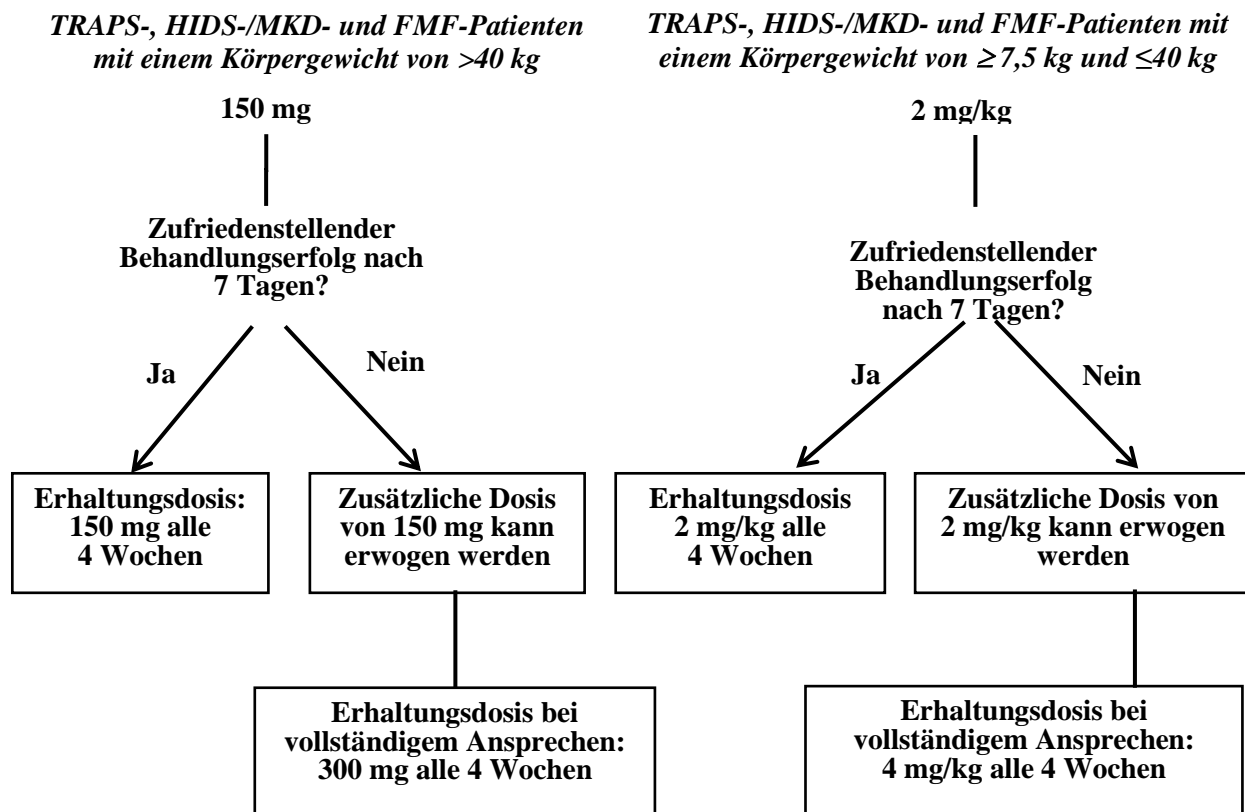 TRAPS-, HIDS-/MKD- und FMF-Patienten
mit einem Körpergewicht von >40 kg
150 mg
Zufriedenstellender
Behandlungserfolg nach
7 Tagen?
Ja
Nein
Erhaltungsdosis:
150 mg alle
4 Wochen
Zusätzliche Dosis
von 150 mg kann
erwogen werden
Erhaltungsdosis bei
vollständigem Ansprechen:
300 mg alle 4 Wochen
TRAPS-, HIDS-/MKD- und FMF-Patienten mit
einem Körpergewicht von ≥ 7,5 kg und ≤40 kg
2 mg/kg
Zufriedenstellender
Behandlungserfolg
nach 7 Tagen?
Ja
Nein
Erhaltungsdosis
2 mg/kg alle
4 Wochen
Zusätzliche Dosis von
2 mg/kg kann erwogen
werden
Erhaltungsdosis bei
vollständigem Ansprechen:
4 mg/kg alle 4 Wochen